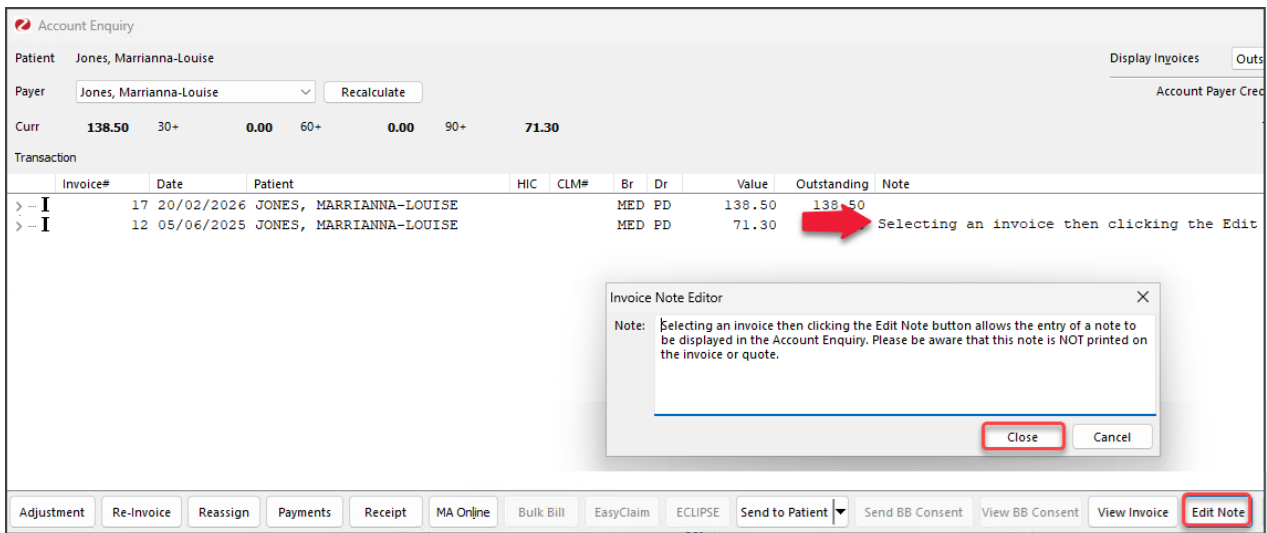 Account Enquiry
Patient Jones, Marrianna-Louise Display Invoices Outs
Payer Jones, Marrianna-Louise Recalculate Account Payer Cred
Curr 138.50 30+ 0.00 60+ 0.00 90+ 71.30
Transaction
Invoice# Date Patient HIC CLM# Br Dr Value Outstanding Note
I 17 20/02/2026 JONES, MARRIANNA-LOUISE MED PD 138.50 138.50
I 12 05/06/2025 JONES, MARRIANNA-LOUISE MED PD 71.30 Selecting an invoice then clicking the Edit
Invoice Note Editor
Note: Selecting an invoice then clicking the Edit Note button allows the entry of a note to
be displayed in the Account Enquiry. Please be aware that this note is NOT printed on
the invoice or quote.
Close Cancel
Adjustment Re-Invoice Reassign Payments Receipt MA Online Bulk Bill EasyClaim ECLIPSE Send to Patient Send BB Consent View BB Consent View Invoice Edit Note